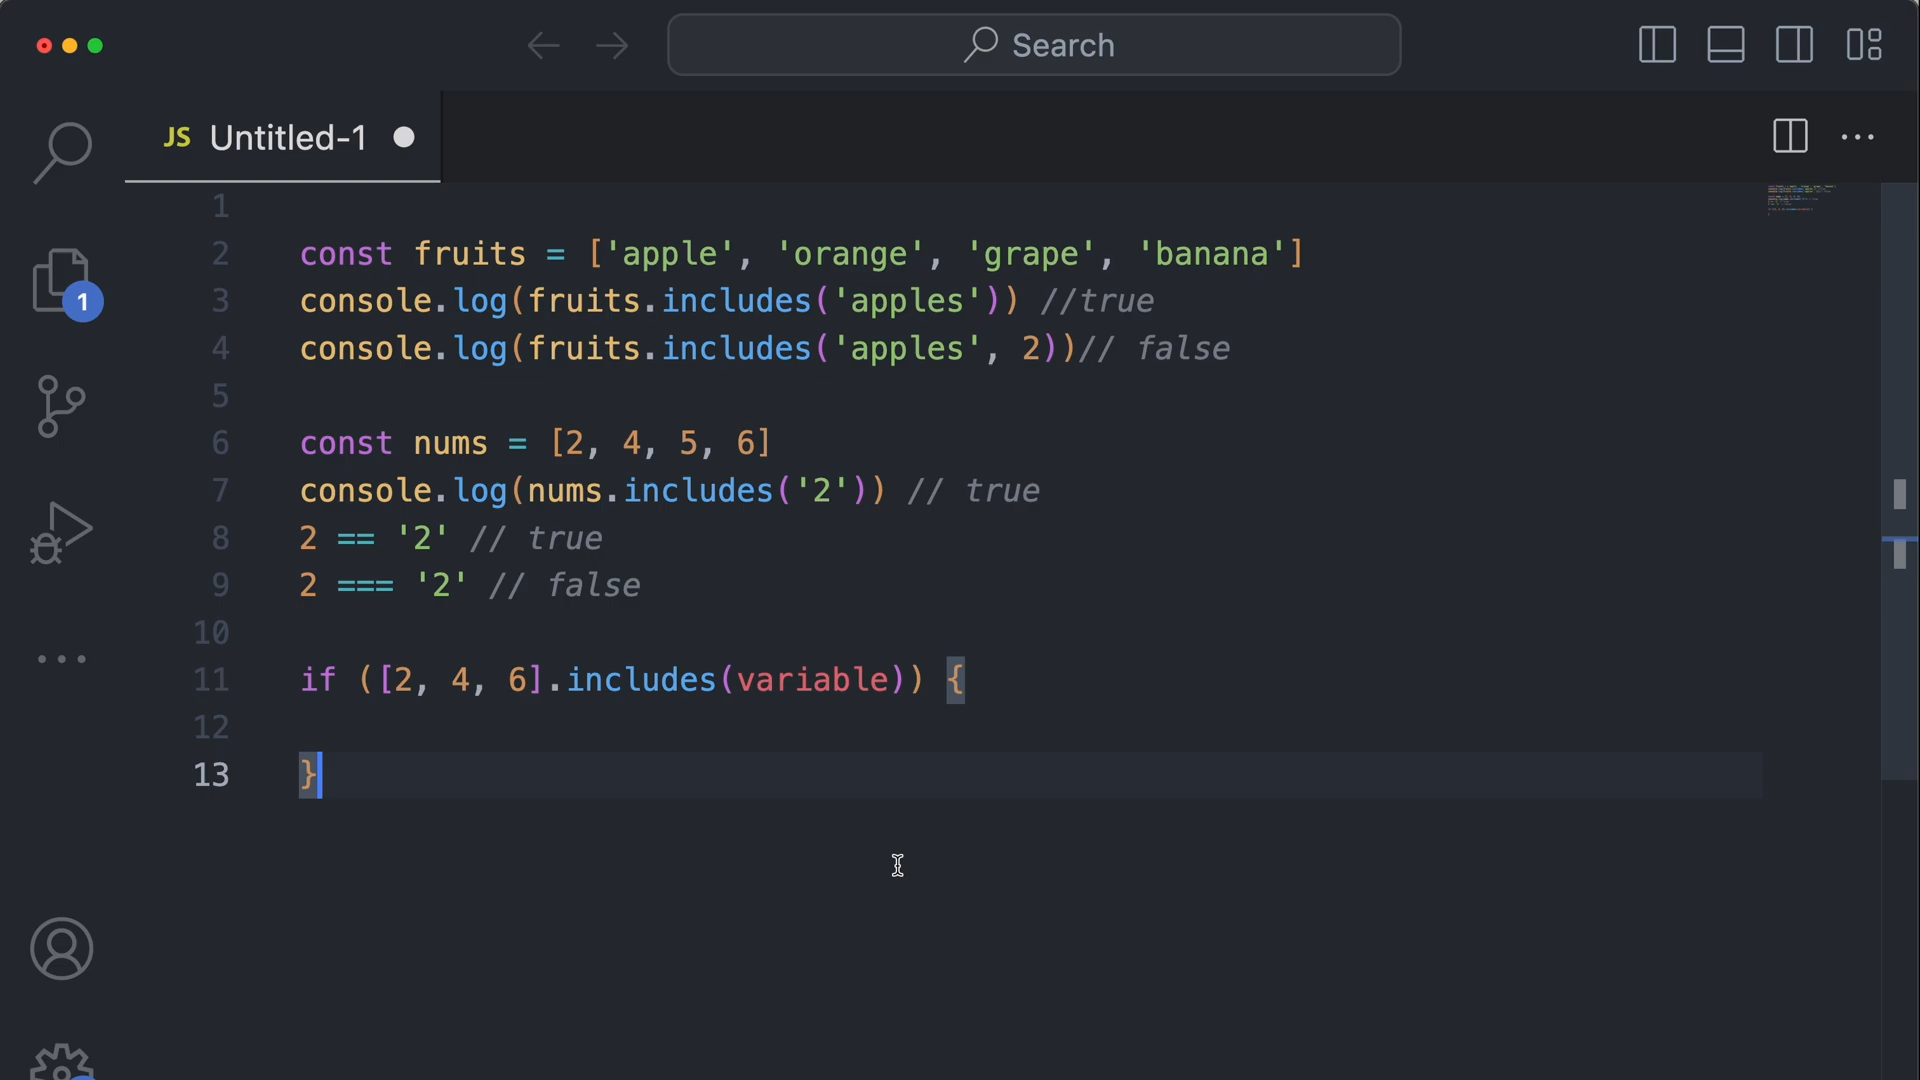 Search
JS Untitled-1
1
2 const fruits = ['apple', 'orange', 'grape', 'banana']
1
3 console.log(fruits.includes('apples')) //true
4 console.log(fruits.includes('apples', 2))// false
5
6 const nums = [2, 4, 5, 6]
7 console.log(nums.includes('2')) // true
8 2 == '2' // true
9 2 === '2' // false
10
11 if ([2, 4, 6].includes(variable)) {
12
13 }